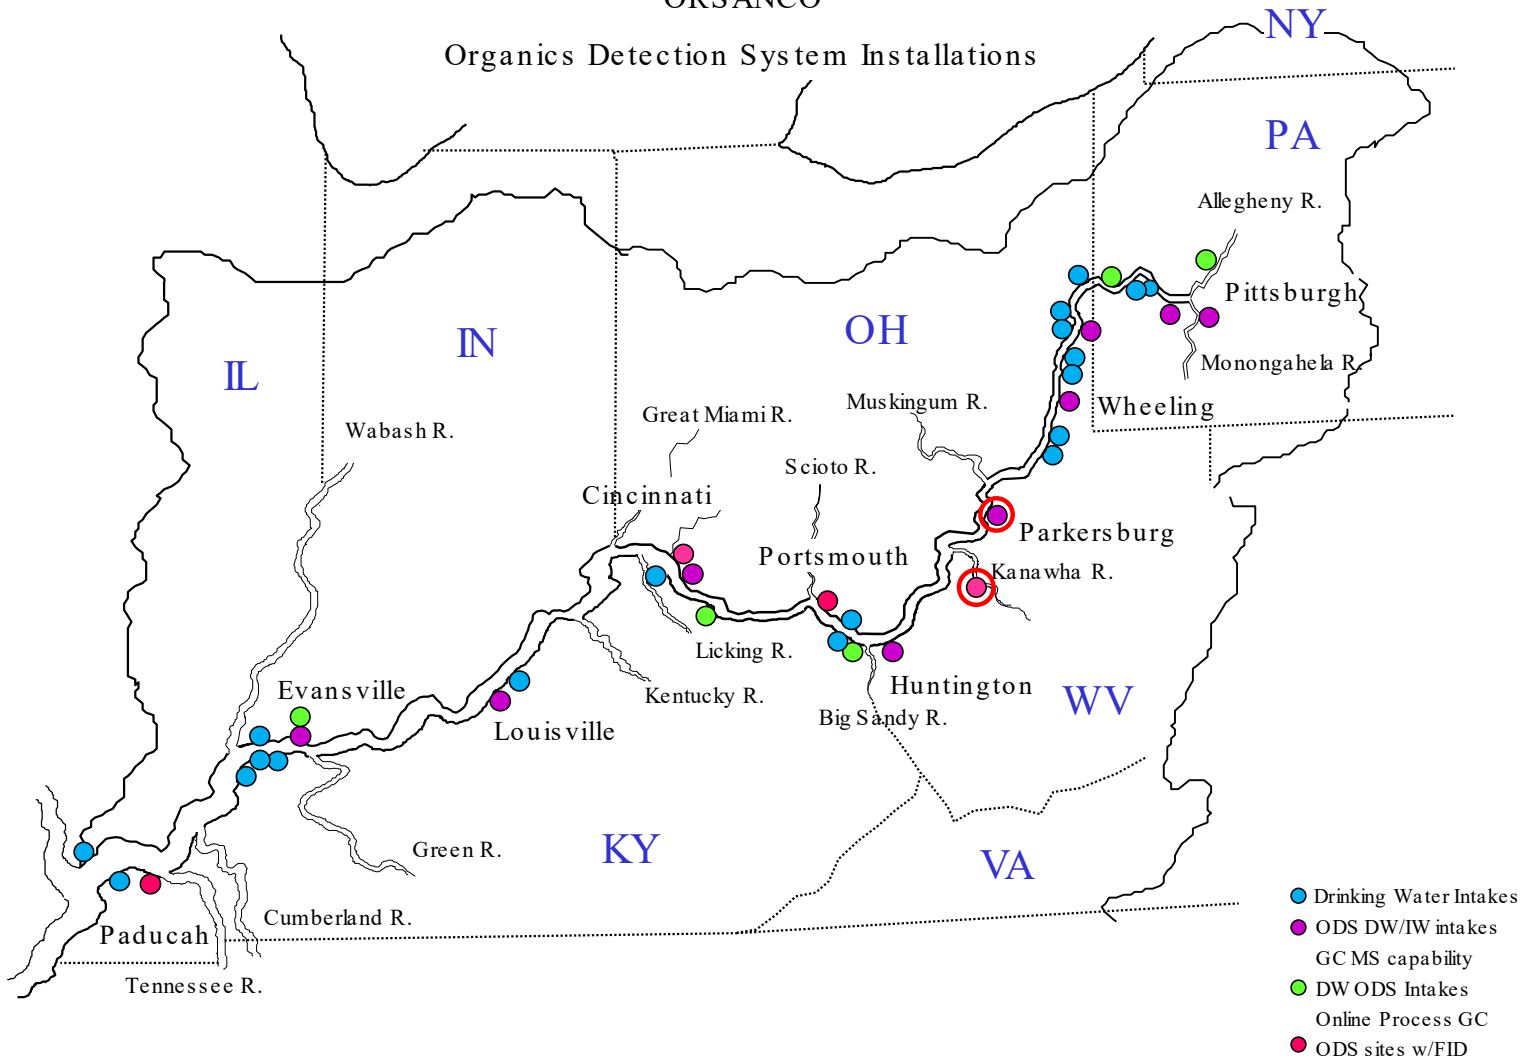 ORSANCO
Organics Detection System Installations
NY
PA
Allegheny R.
Pittsburgh
Monongahela R.
OH
IN
IL
Wheeling
Muskingum R.
Great Miami R.
Wabash R.
Scioto R.
Cincinnati
Parkersburg
Portsmouth
Kanawha R.
Licking R.
Kentucky R.
Huntington
WV
Evansville
Big Sandy R.
Louisville
Green R.
KY
VA
Cumberland R.
Paducah
Tennessee R.
Drinking Water Intakes
ODS DW/IW intakes
GC MS capability
DW ODS Intakes
Online Process GC
ODS sites w/FID